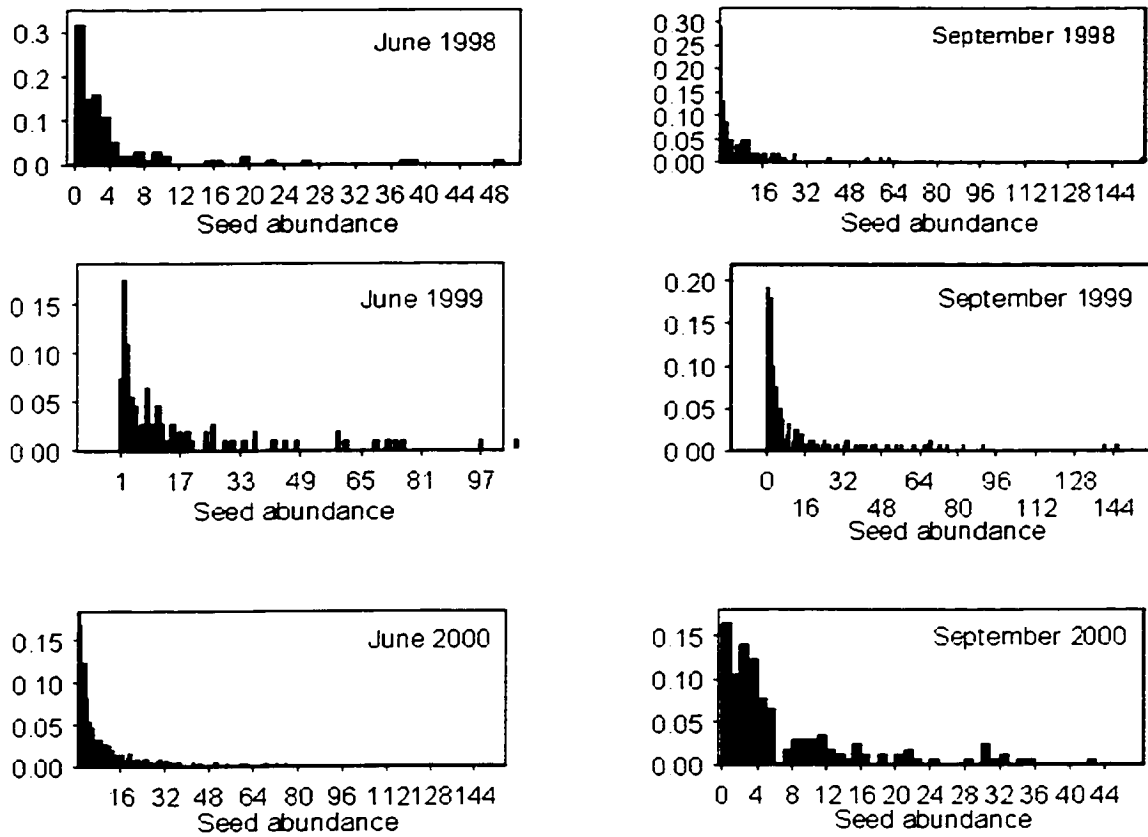 June 1998
0.3
0.2
0.1
0.0
0 4 8 12 16 20 24 28 32 36 40 44 48
Seed abundance
September 1998
0.30
0.25
0.20
0.15
0.10
0.05
0.00
16 32 48 64 80 96 112 128 144
Seed abundance
June 1999
0.15
0.10
0.05
0.00
1 17 33 49 65 81 97
Seed abundance
September 1999
0.20
0.15
0.10
0.05
0.00
0 32 64 96 128
16 48 80 112 144
Seed abundance
June 2000
0.15
0.10
0.05
0.00
16 32 48 64 80 96 112 128 144
Seed abundance
September 2000
0.15
0.10
0.05
0.00
0 4 8 12 16 20 24 28 32 36 40 44
Seed abundance